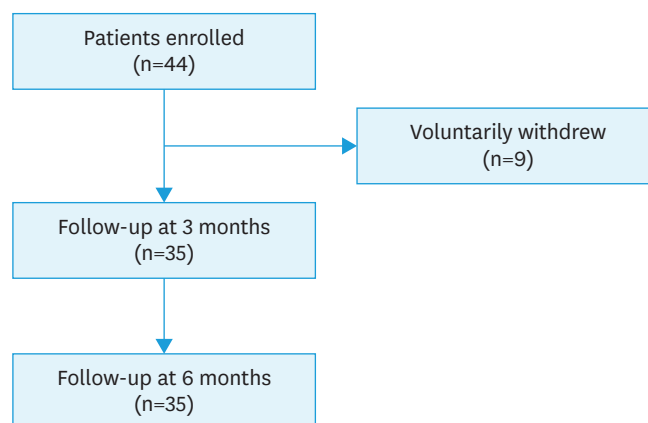 Patients enrolled
(n=44)
Voluntarily withdrew
(n=9)
Follow-up at 3 months
(n=35)
Follow-up at 6 months
(n=35)